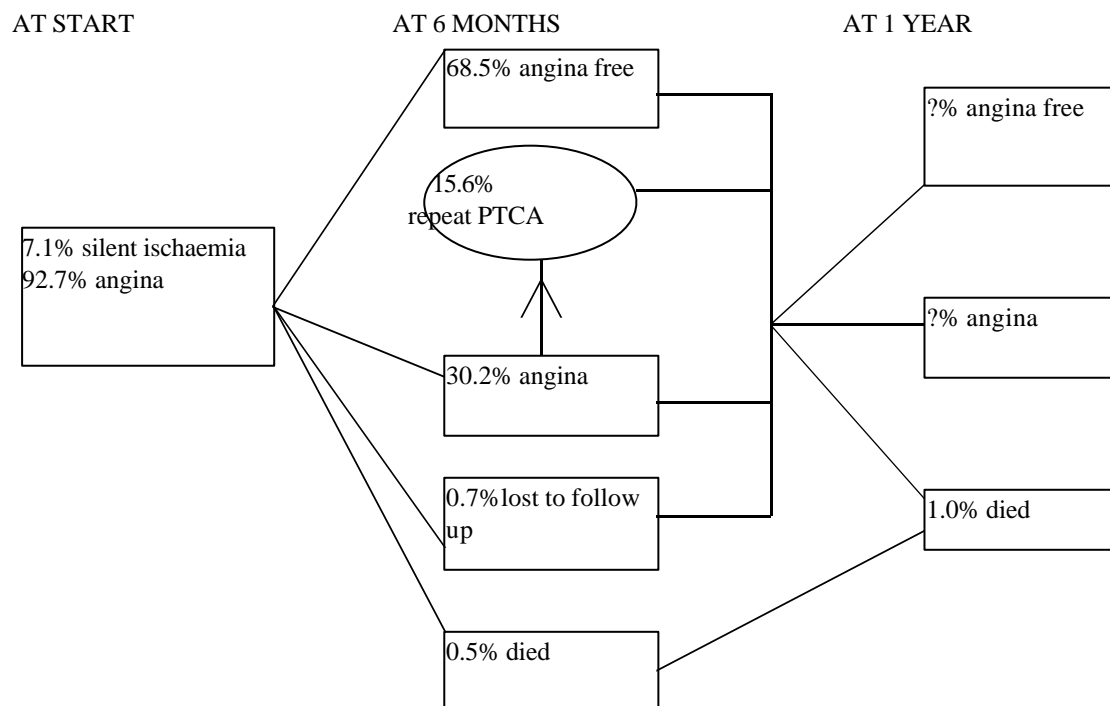 AT START
AT 6 MONTHS
AT 1 YEAR
68.5% angina free
?% angina free
15.6%
repeat PTCA
7.1% silent ischaemia
92.7% angina
?% angina
30.2% angina
0.7% lost to follow
up
1.0% died
0.5% died